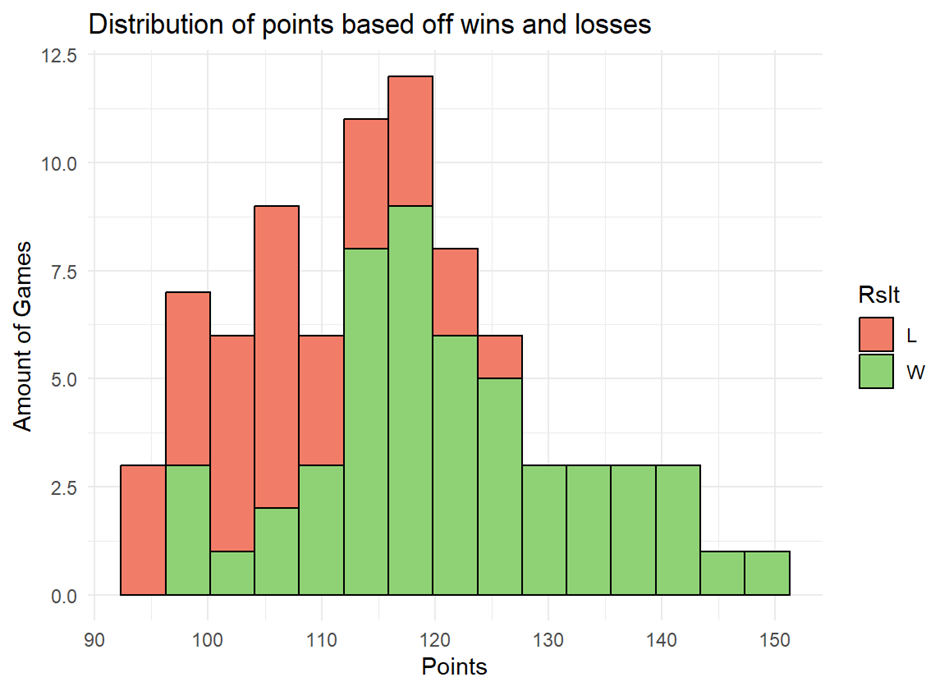 Distribution of points based off wins and losses
12.5
10.0
7.5
5.0
2.5
0.0
Amount of Games
90 100 110 120 130 140 150
Points
Rslt
L
W